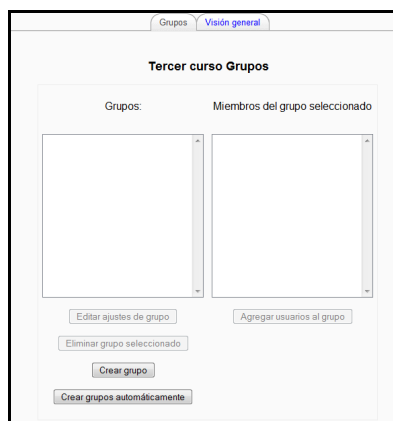 Grupos Visión general
Tercer curso Grupos
Grupos: Miembros del grupo seleccionado
Editar ajustes de grupo Agregar usuarios al grupo
Eliminar grupo seleccionado
Crear grupo
Crear grupos automáticamente